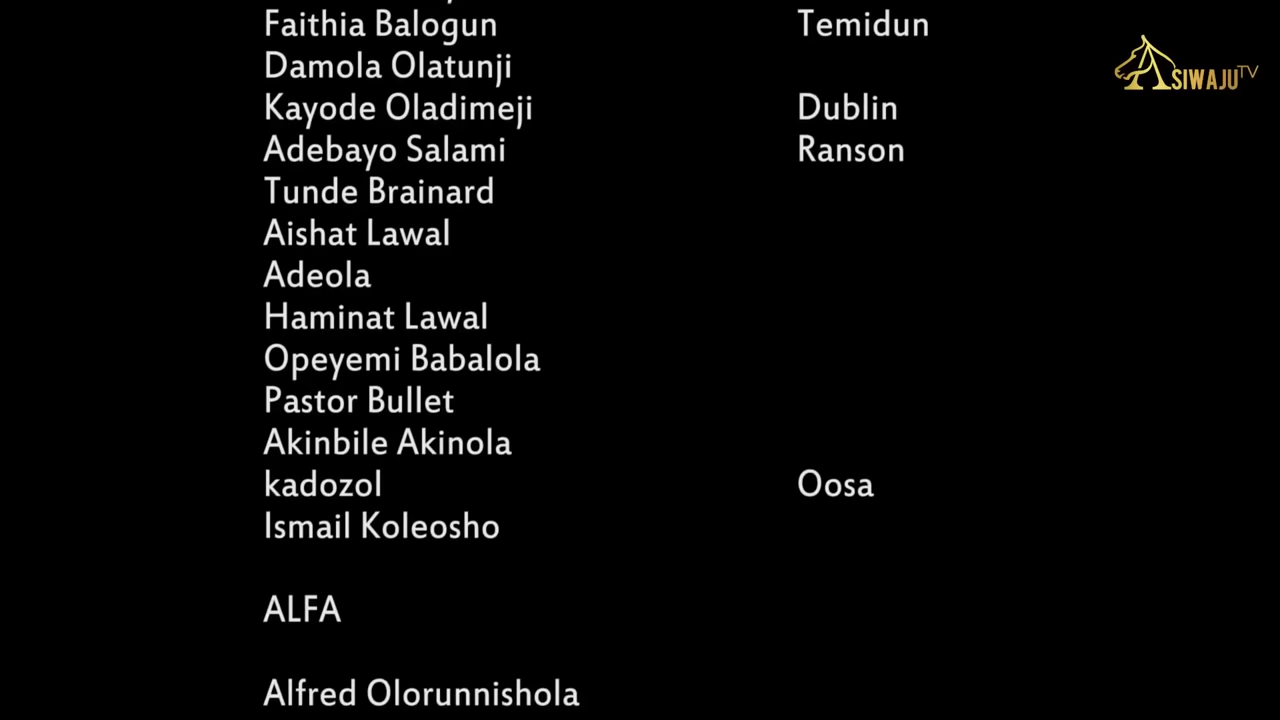 Faithia Balogun Temidun
Damola Olatunji
Kayode Oladimeji Dublin
Adebayo Salami Ranson
Tunde Brainard
Aishat Lawal
Adeola
Haminat Lawal
Opeyemi Babalola
Pastor Bullet
Akinbile Akinola
kadozol Oosa
Ismail Koleosho
ALFA
Alfred Olorunnishola
ASIWAJU TV